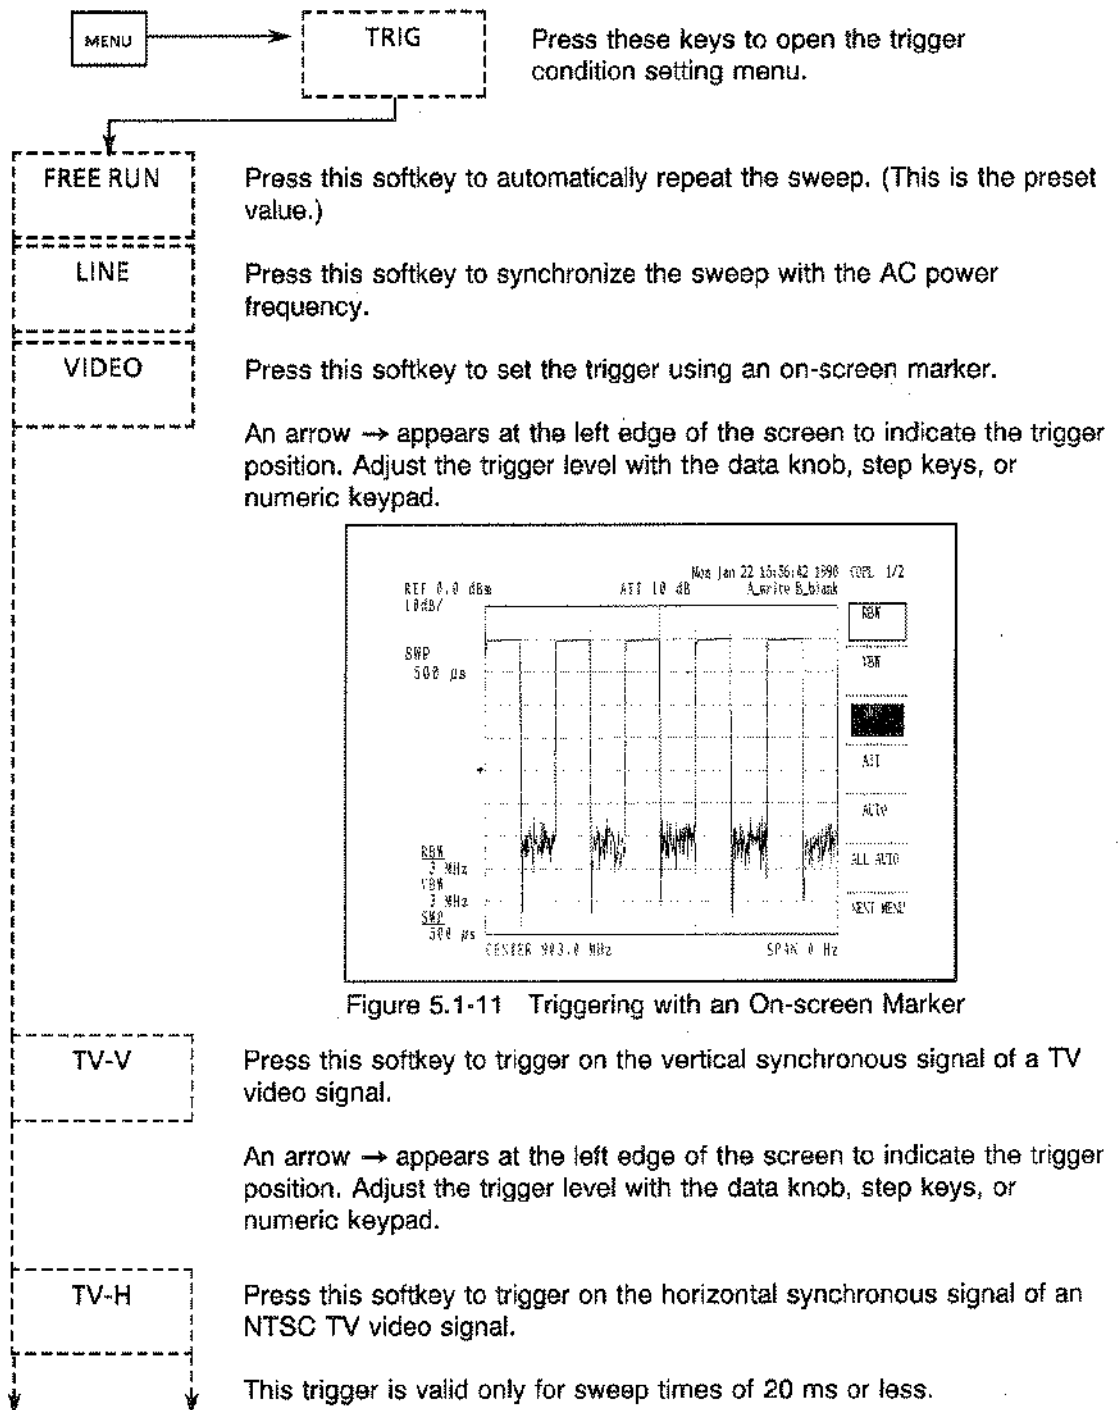 MENU
TRIG
Press these keys to open the trigger
condition setting menu.
FREE RUN
Press this softkey to automatically repeat the sweep. (This is the preset
value.)
LINE
Press this softkey to synchronize the sweep with the AC power
frequency.
VIDEO
Press this softkey to set the trigger using an on-screen marker.
An arrow → appears at the left edge of the screen to indicate the trigger
position. Adjust the trigger level with the data knob, step keys, or
numeric keypad.
Mon Jan 22 1990 COPL 1/2
REF 0.0 dBm ATT 10 dB A_write B_blank
10dB/
RBW
SWP
500 µs
VBW
ATT
AUTO
RBW
3 MHz
ALL AUTO
VBW
3 MHz
NEXT MENU
SWP
500 µs
CENTER 903.0 MHz SPAN 0 Hz
Figure 5.1-11 Triggering with an On-screen Marker
TV-V
Press this softkey to trigger on the vertical synchronous signal of a TV
video signal.
An arrow → appears at the left edge of the screen to indicate the trigger
position. Adjust the trigger level with the data knob, step keys, or
numeric keypad.
TV-H
Press this softkey to trigger on the horizontal synchronous signal of an
NTSC TV video signal.
This trigger is valid only for sweep times of 20 ms or less.